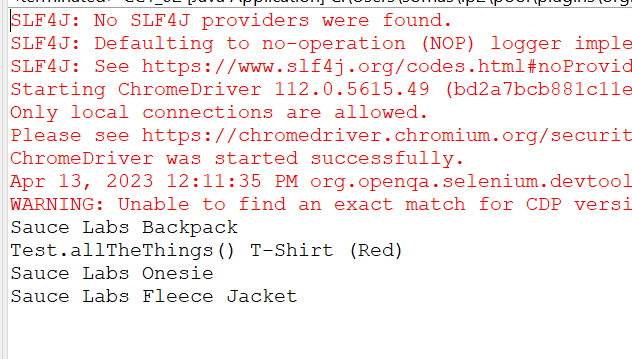 SLF4J: No SLF4J providers were found.
SLF4J: Defaulting to no-operation (NOP) logger imple
SLF4J: See https://www.slf4j.org/codes.html#noProvid
Starting ChromeDriver 112.0.5615.49 (bd2a7bcb881c11e
Only local connections are allowed.
Please see https://chromedriver.chromium.org/securit
ChromeDriver was started successfully.
Apr 13, 2023 12:11:35 PM org.openqa.selenium.devtool
WARNING: Unable to find an exact match for CDP versi
Sauce Labs Backpack
Test.allTheThings() T-Shirt (Red)
Sauce Labs Onesie
Sauce Labs Fleece Jacket